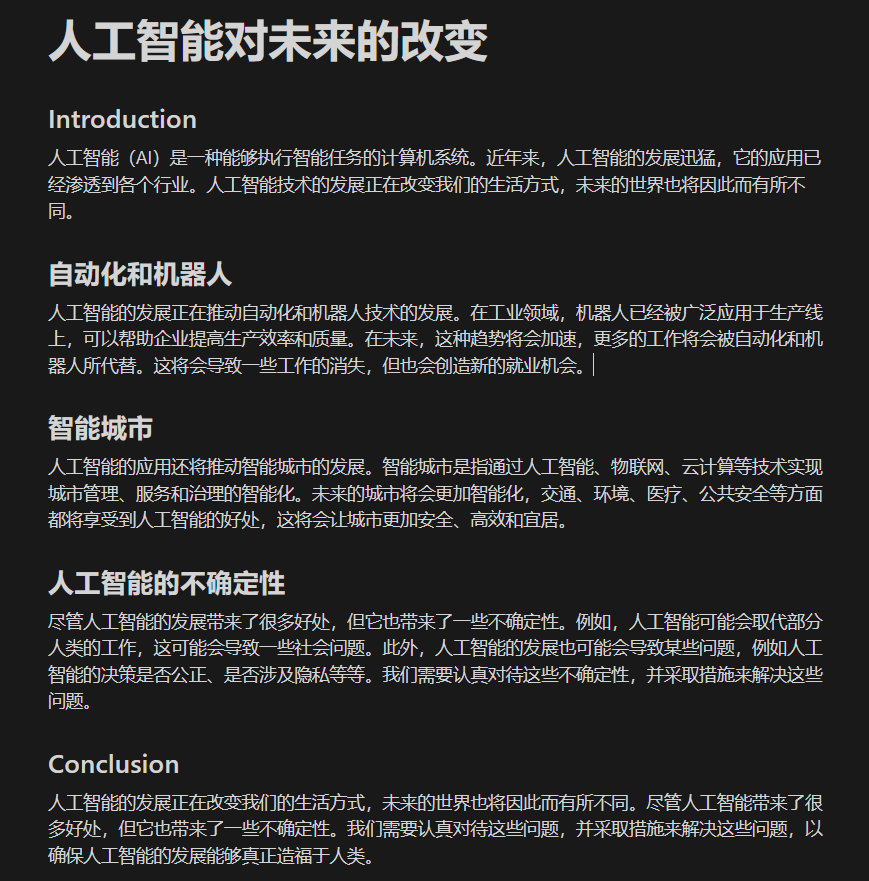 人工智能对未来的改变
Introduction
人工智能（AI）是一种能够执行智能任务的计算机系统。近年来，人工智能的发展迅猛，它的应用已
经渗透到各个行业。人工智能技术的发展正在改变我们的生活方式，未来的世界也将因此而有所不
同。
自动化和机器人
人工智能的发展正在推动自动化和机器人技术的发展。在工业领域，机器人已经被广泛应用于生产线
上，可以帮助企业提高生产效率和质量。在未来，这种趋势将会加速，更多的工作将会被自动化和机
器人所代替。这将会导致一些工作的消失，但也会创造新的就业机会。
智能城市
人工智能的应用还将推动智能城市的发展。智能城市是指通过人工智能、物联网、云计算等技术实现
城市管理、服务和治理的智能化。未来的城市将会更加智能化，交通、环境、医疗、公共安全等方面
都将享受到人工智能的好处，这将会让城市更加安全、高效和宜居。
人工智能的不确定性
尽管人工智能的发展带来了很多好处，但它也带来了一些不确定性。例如，人工智能可能会取代部分
人类的工作，这可能会导致一些社会问题。此外，人工智能的发展也可能会导致某些问题，例如人工
智能的决策是否公正、是否涉及隐私等等。我们需要认真对待这些不确定性，并采取措施来解决这些
问题。
Conclusion
人工智能的发展正在改变我们的生活方式，未来的世界也将因此而有所不同。尽管人工智能带来了很
多好处，但它也带来了一些不确定性。我们需要认真对待这些问题，并采取措施来解决这些问题，以
确保人工智能的发展能够真正造福于人类。